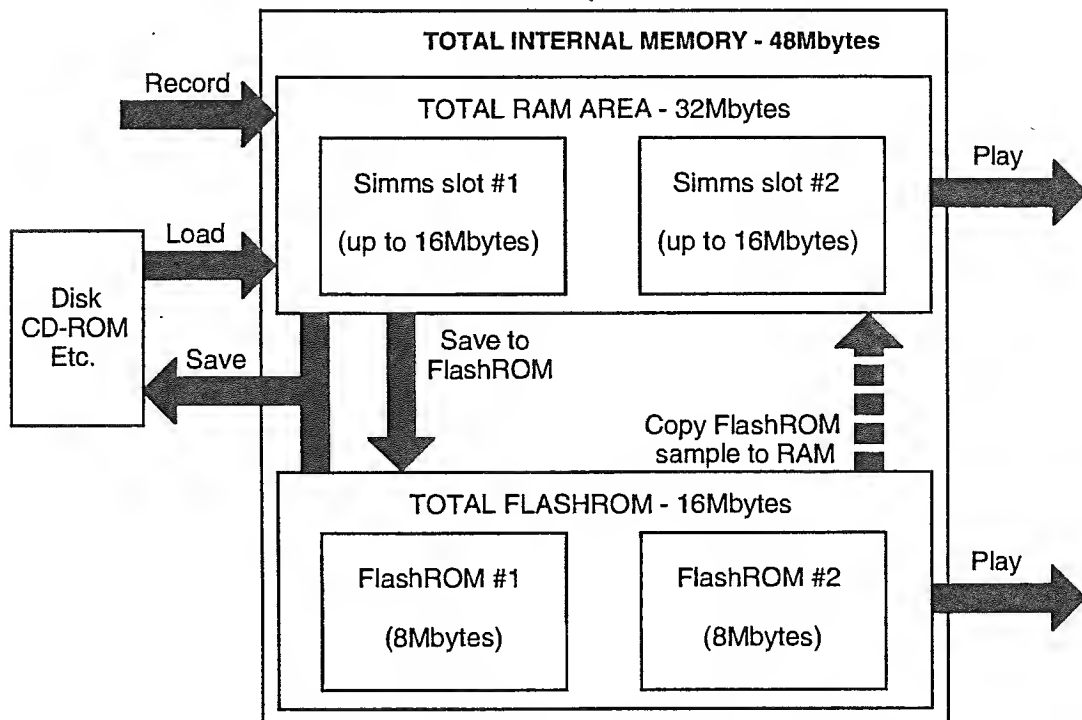 TOTAL INTERNAL MEMORY - 48Mbytes
Record
TOTAL RAM AREA - 32Mbytes
Simms slot #1
(up to 16Mbytes)
Simms slot #2
(up to 16Mbytes)
Play
Load
Disk
CD-ROM
Etc.
Save
Save to
FlashROM
Copy FlashROM
sample to RAM
TOTAL FLASHROM - 16Mbytes
FlashROM #1
(8Mbytes)
FlashROM #2
(8Mbytes)
Play